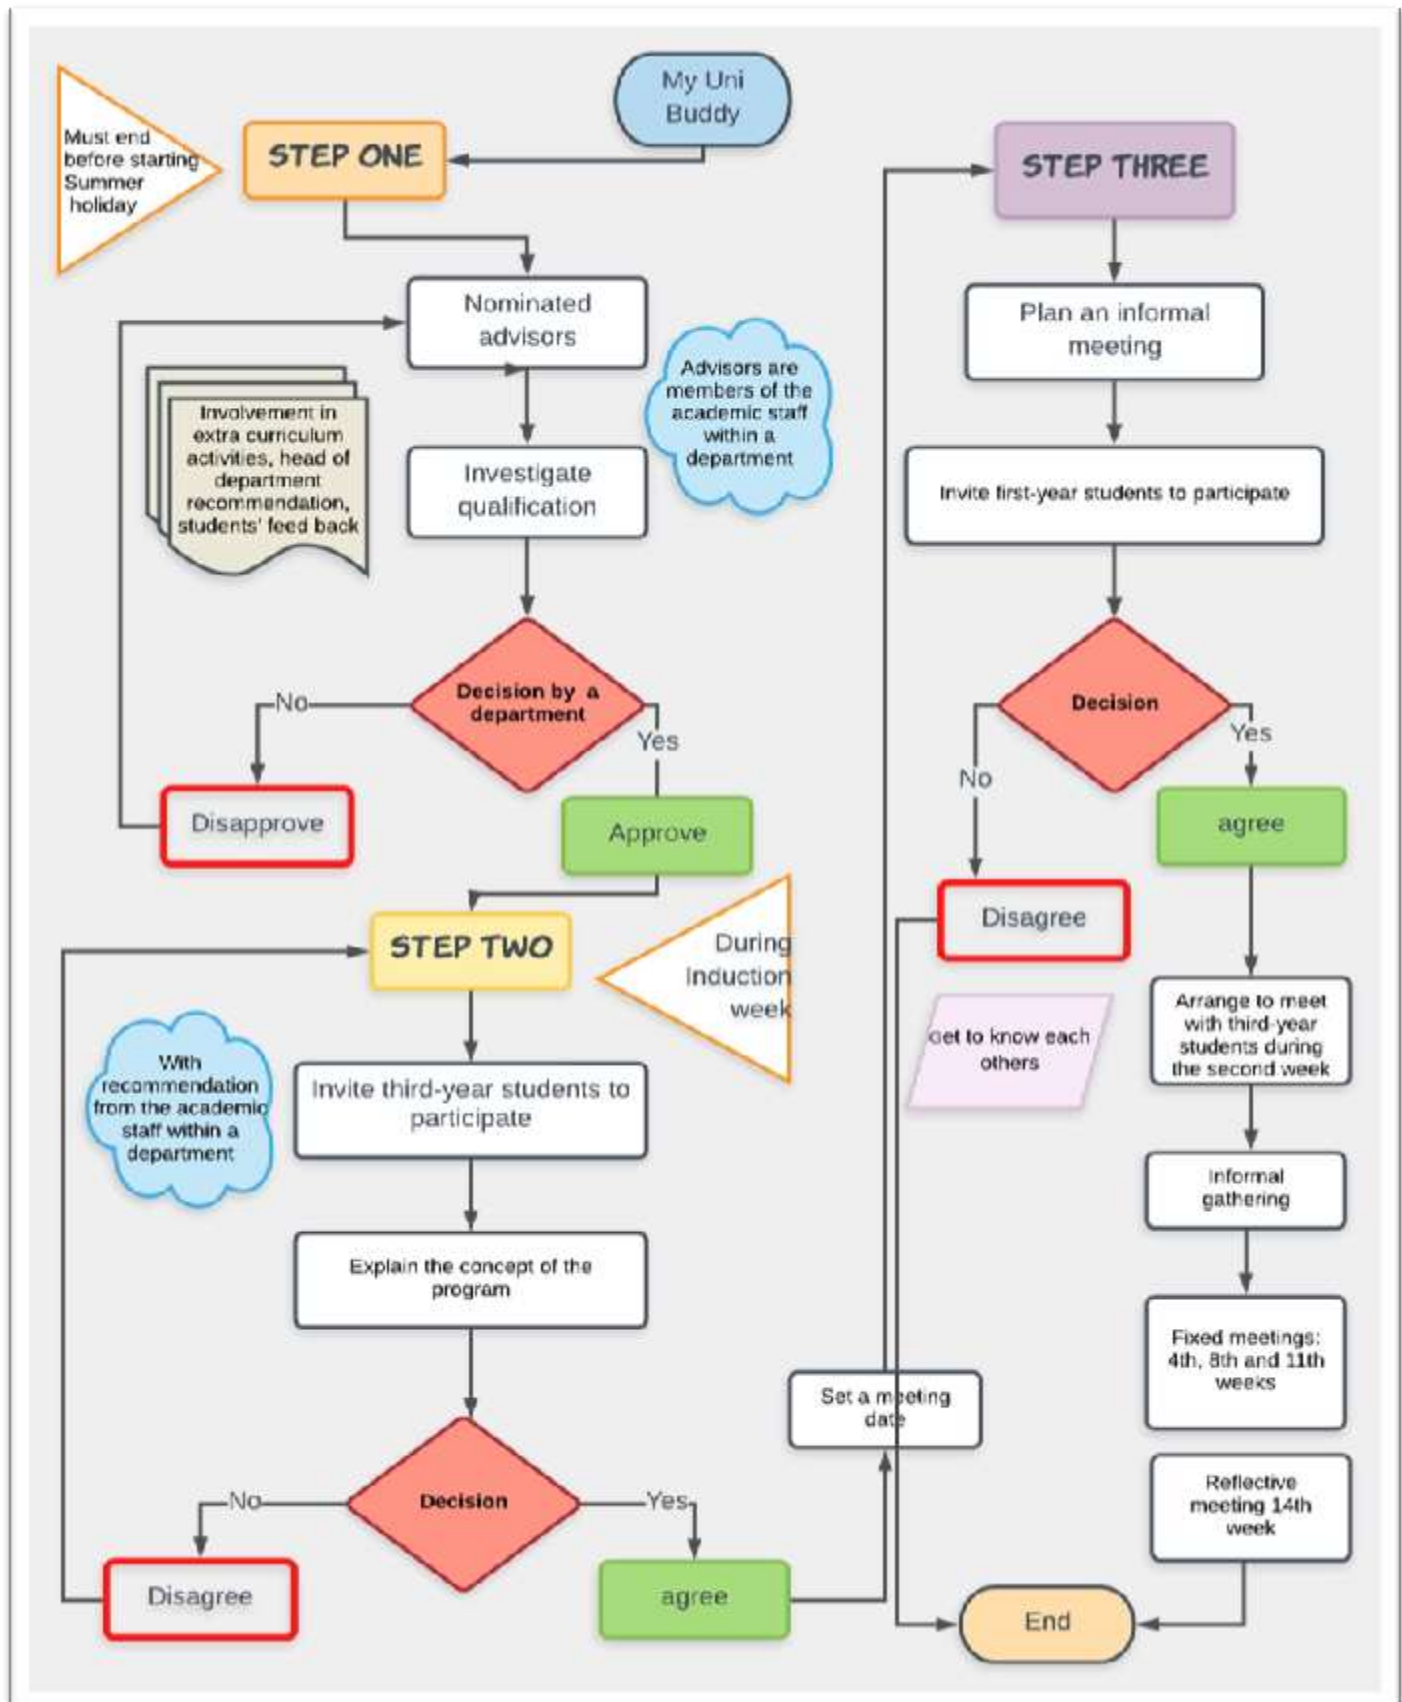 My Uni
Buddy
Must end
before starting
Summer
holiday
STEP ONE
Nominated
advisors
Advisors are
members of the
academic staff
within a
department
Involvement in
extra curriculum
activities, head of
department
recommendation,
students' feed back
Investigate
qualification
Decision by a
department
No
Yes
Disapprove
Approve
STEP TWO
During
Induction
week
With
recommendation
from the academic
staff within a
department
Invite third-year students to
participate
Explain the concept of the
program
Decision
No
Yes
Disagree
agree
Set a meeting
date
STEP THREE
Plan an informal
meeting
Invite first-year students to participate
Decision
No
Yes
agree
Disagree
Get to know each
others
Arrange to meet
with third-year
students during
the second week
Informal
gathering
Fixed meetings:
4th, 8th and 11th
weeks
Reflective
meeting 14th
week
End